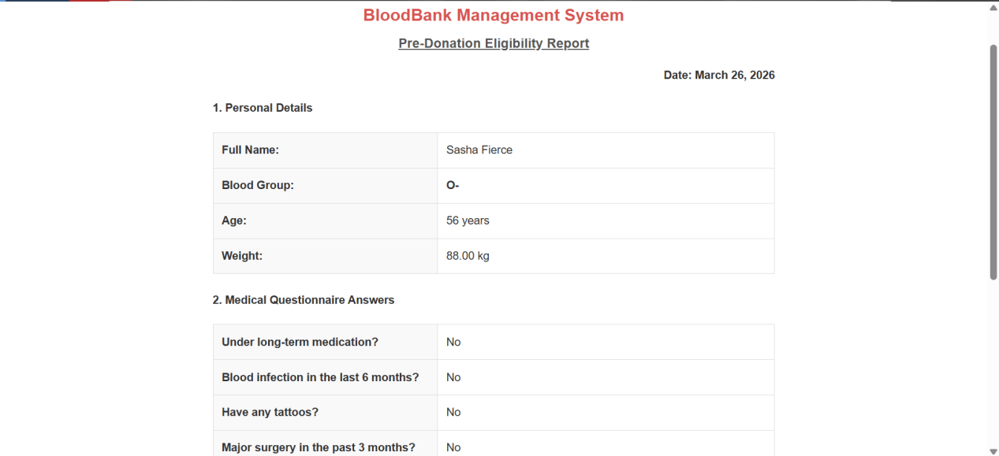 BloodBank Management System
Pre-Donation Eligibility Report
Date: March 26, 2026
1. Personal Details
Full Name: Sasha Fierce
Blood Group: O-
Age: 56 years
Weight: 88.00 kg
2. Medical Questionnaire Answers
Under long-term medication? No
Blood infection in the last 6 months? No
Have any tattoos? No
Major surgery in the past 3 months? No